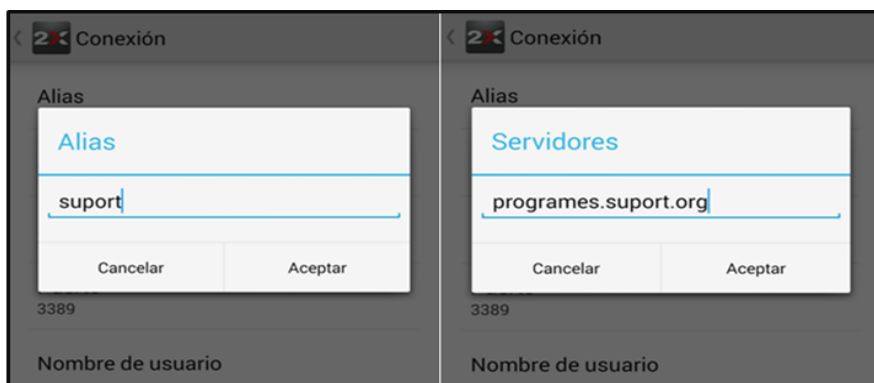 2X Conexión
Alias
Alias
suport
Cancelar Aceptar
3389
Nombre de usuario
2X Conexión
Alias
Servidores
programes.suport.org
Cancelar Aceptar
3389
Nombre de usuario